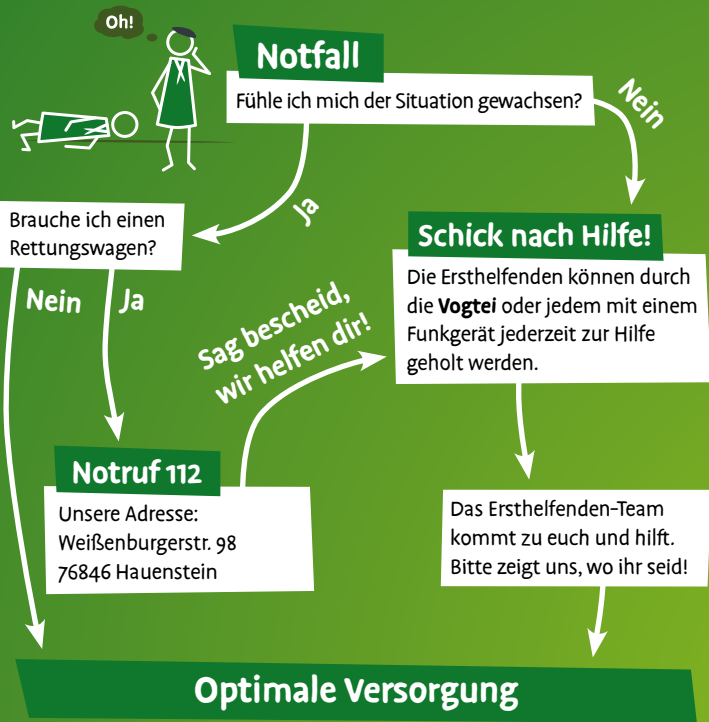 Oh!
Notfall
Fühle ich mich der Situation gewachsen?
Nein
Ja
Brauche ich einen
Rettungswagen?
Nein
Ja
Schick nach Hilfe!
Die Ersthelfenden können durch
die Vogtei oder jedem mit einem
Funkgerät jederzeit zur Hilfe
geholt werden.
Sag bescheid,
wir helfen dir!
Notruf 112
Unsere Adresse:
Weißenburgerstr. 98
76846 Hauenstein
Das Ersthelfenden-Team
kommt zu euch und hilft.
Bitte zeigt uns, wo ihr seid!
Optimale Versorgung